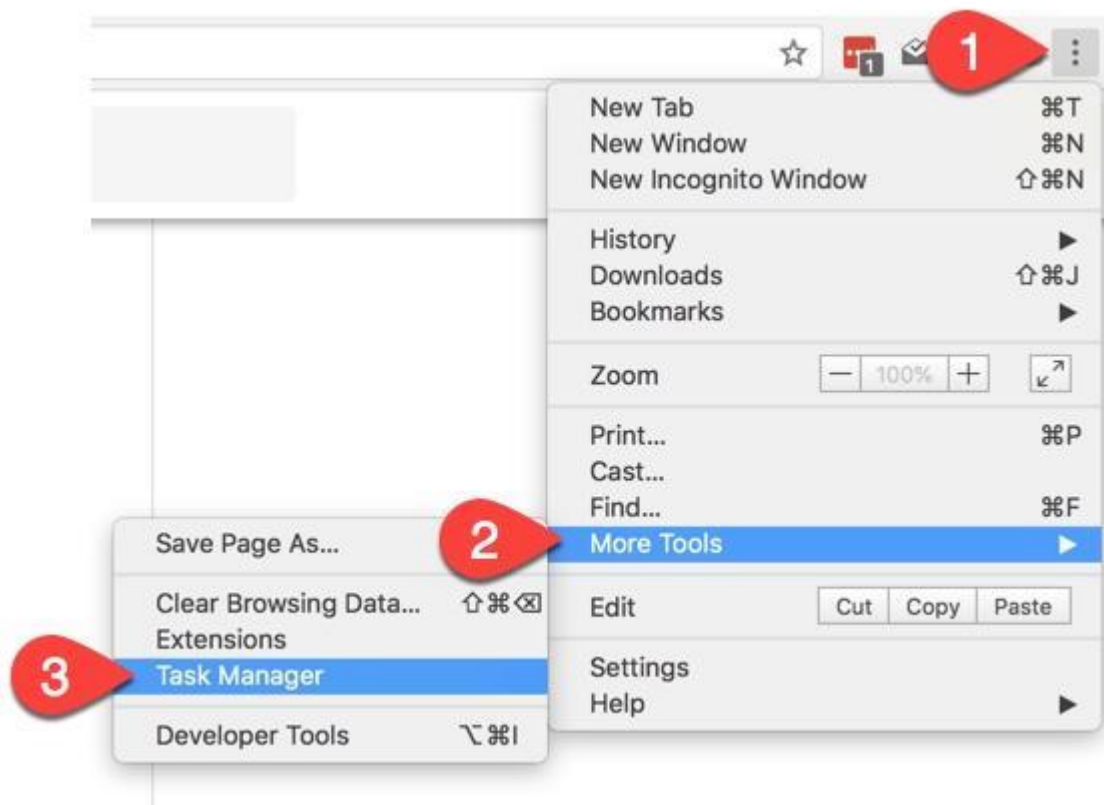 1
1
New Tab ⌘T
New Window ⌘N
New Incognito Window ⇧⌘N
History ▶
Downloads ⇧⌘J
Bookmarks ▶
Zoom — 100% +
Print... ⌘P
Cast...
Find... ⌘F
2
More Tools ▶
Edit Cut Copy Paste
Settings
Help ▶
Save Page As...
Clear Browsing Data... ⇧⌘⌫
Extensions
3
Task Manager
Developer Tools ⌥⌘I